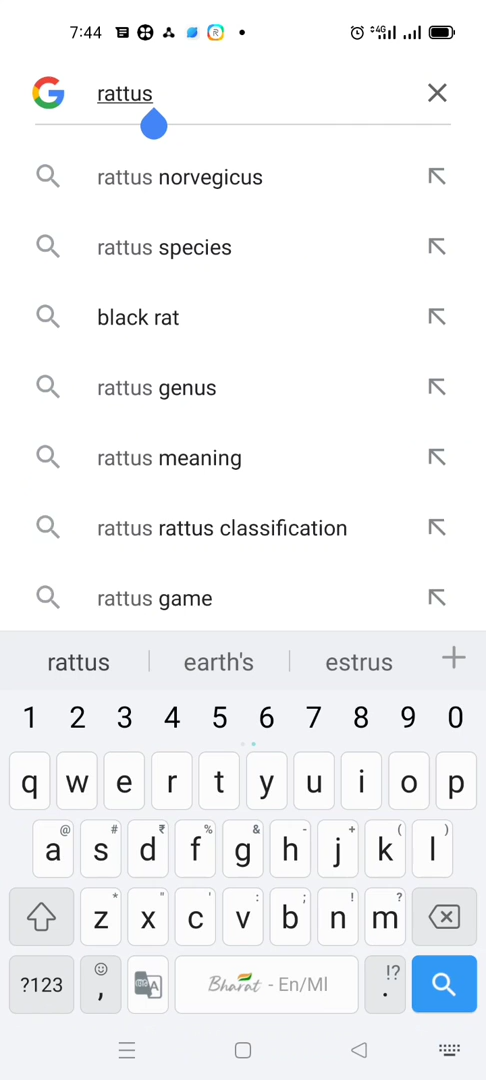 7:44 4G
rattus
rattus norvegicus
rattus species
black rat
rattus genus
rattus meaning
rattus rattus classification
rattus game
rattus earth's estrus
1 2 3 4 5 6 7 8 9 0
q w e r t y u i o p
@ # ₹ % & - + ( )
a s d f g h j k l
* " ' : ; ! ?
z x c v b n m
?123 , Bharat - En/Ml . !?